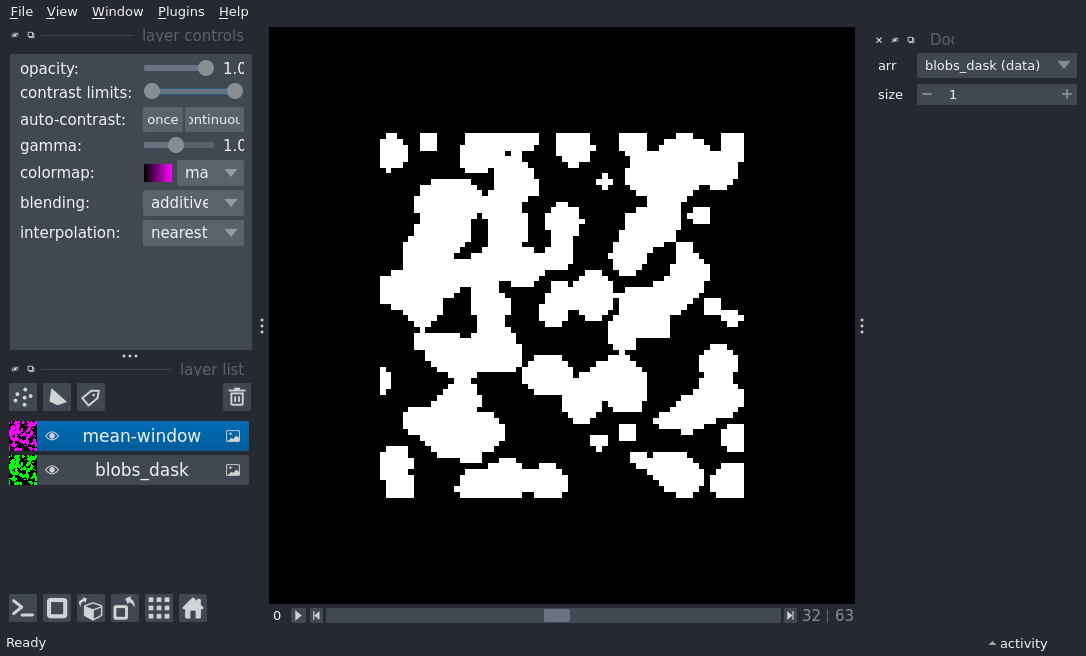 File View Window Plugins Help
layer controls
opacity: 1.0
contrast limits:
auto-contrast: once
gamma: 1.0
colormap: ma
blending: additive
interpolation: nearest
layer list
mean-window
blobs_dask
Ready
0
32 | 63
arr blobs_dask (data)
size − 1 +
activity